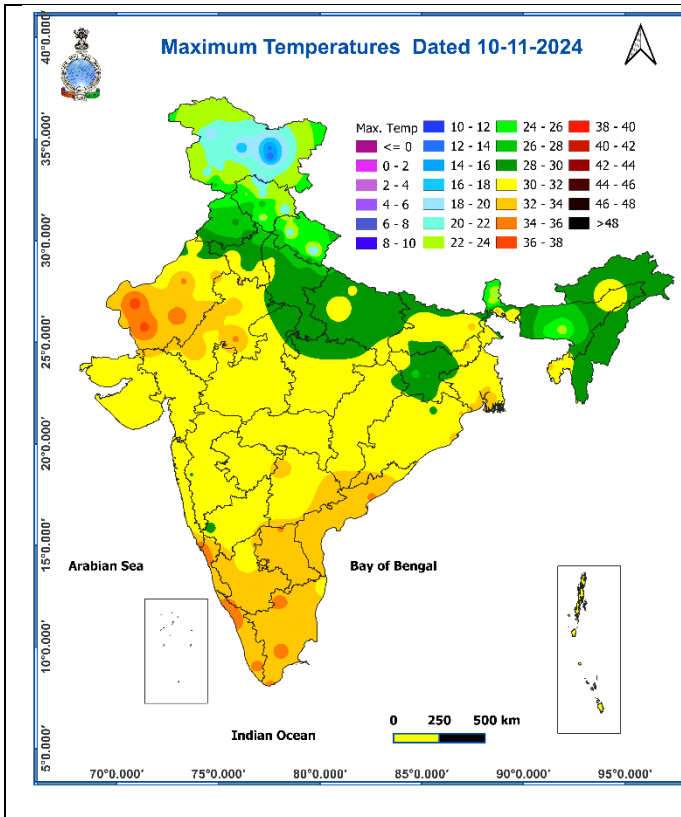 Maximum Temperatures Dated 10-11-2024
40°0.000'
35°0.000'
30°0.000'
25°0.000'
20°0.000'
15°0.000'
10°0.000'
5°0.000'
Max. Temp
<= 0
0 - 2
2 - 4
4 - 6
6 - 8
8 - 10
10 - 12
12 - 14
14 - 16
16 - 18
18 - 20
20 - 22
22 - 24
24 - 26
26 - 28
28 - 30
30 - 32
32 - 34
34 - 36
36 - 38
38 - 40
40 - 42
42 - 44
44 - 46
46 - 48
>48
Arabian Sea
Bay of Bengal
Indian Ocean
0 250 500 km
70°0.000' 75°0.000' 80°0.000' 85°0.000' 90°0.000' 95°0.000'